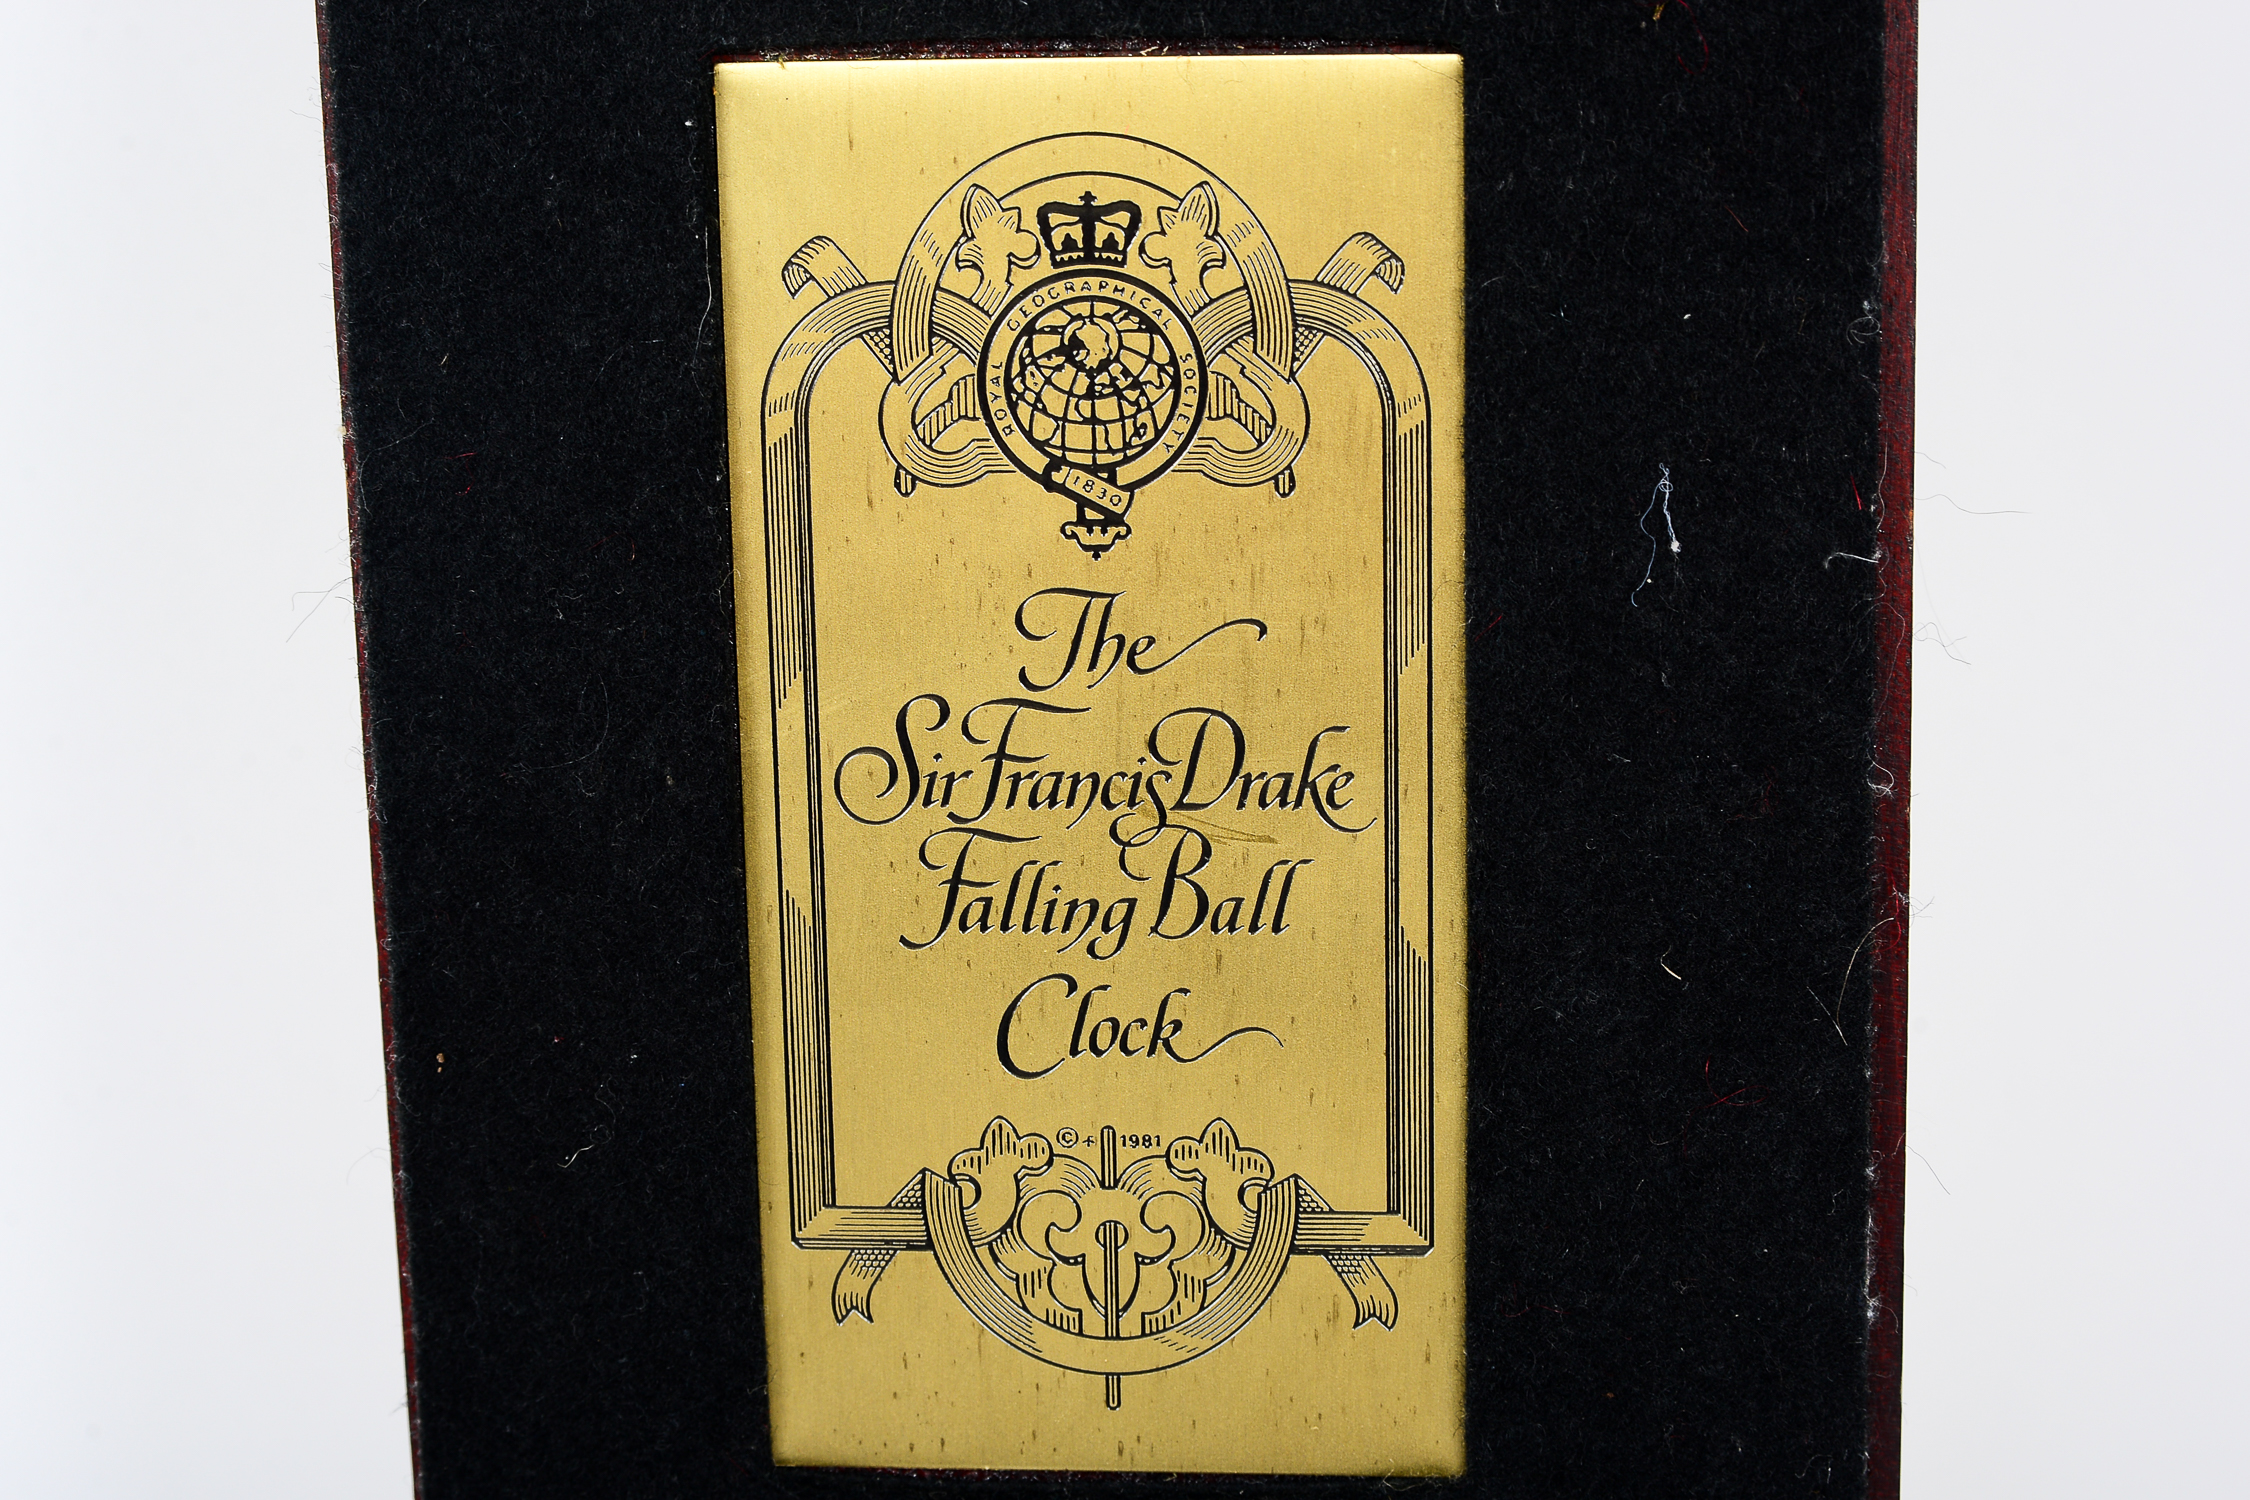 ROYAL GEOGRAPHICAL SOCIETY
1830
The
Sir Francis Drake
Falling Ball
Clock
© 1981